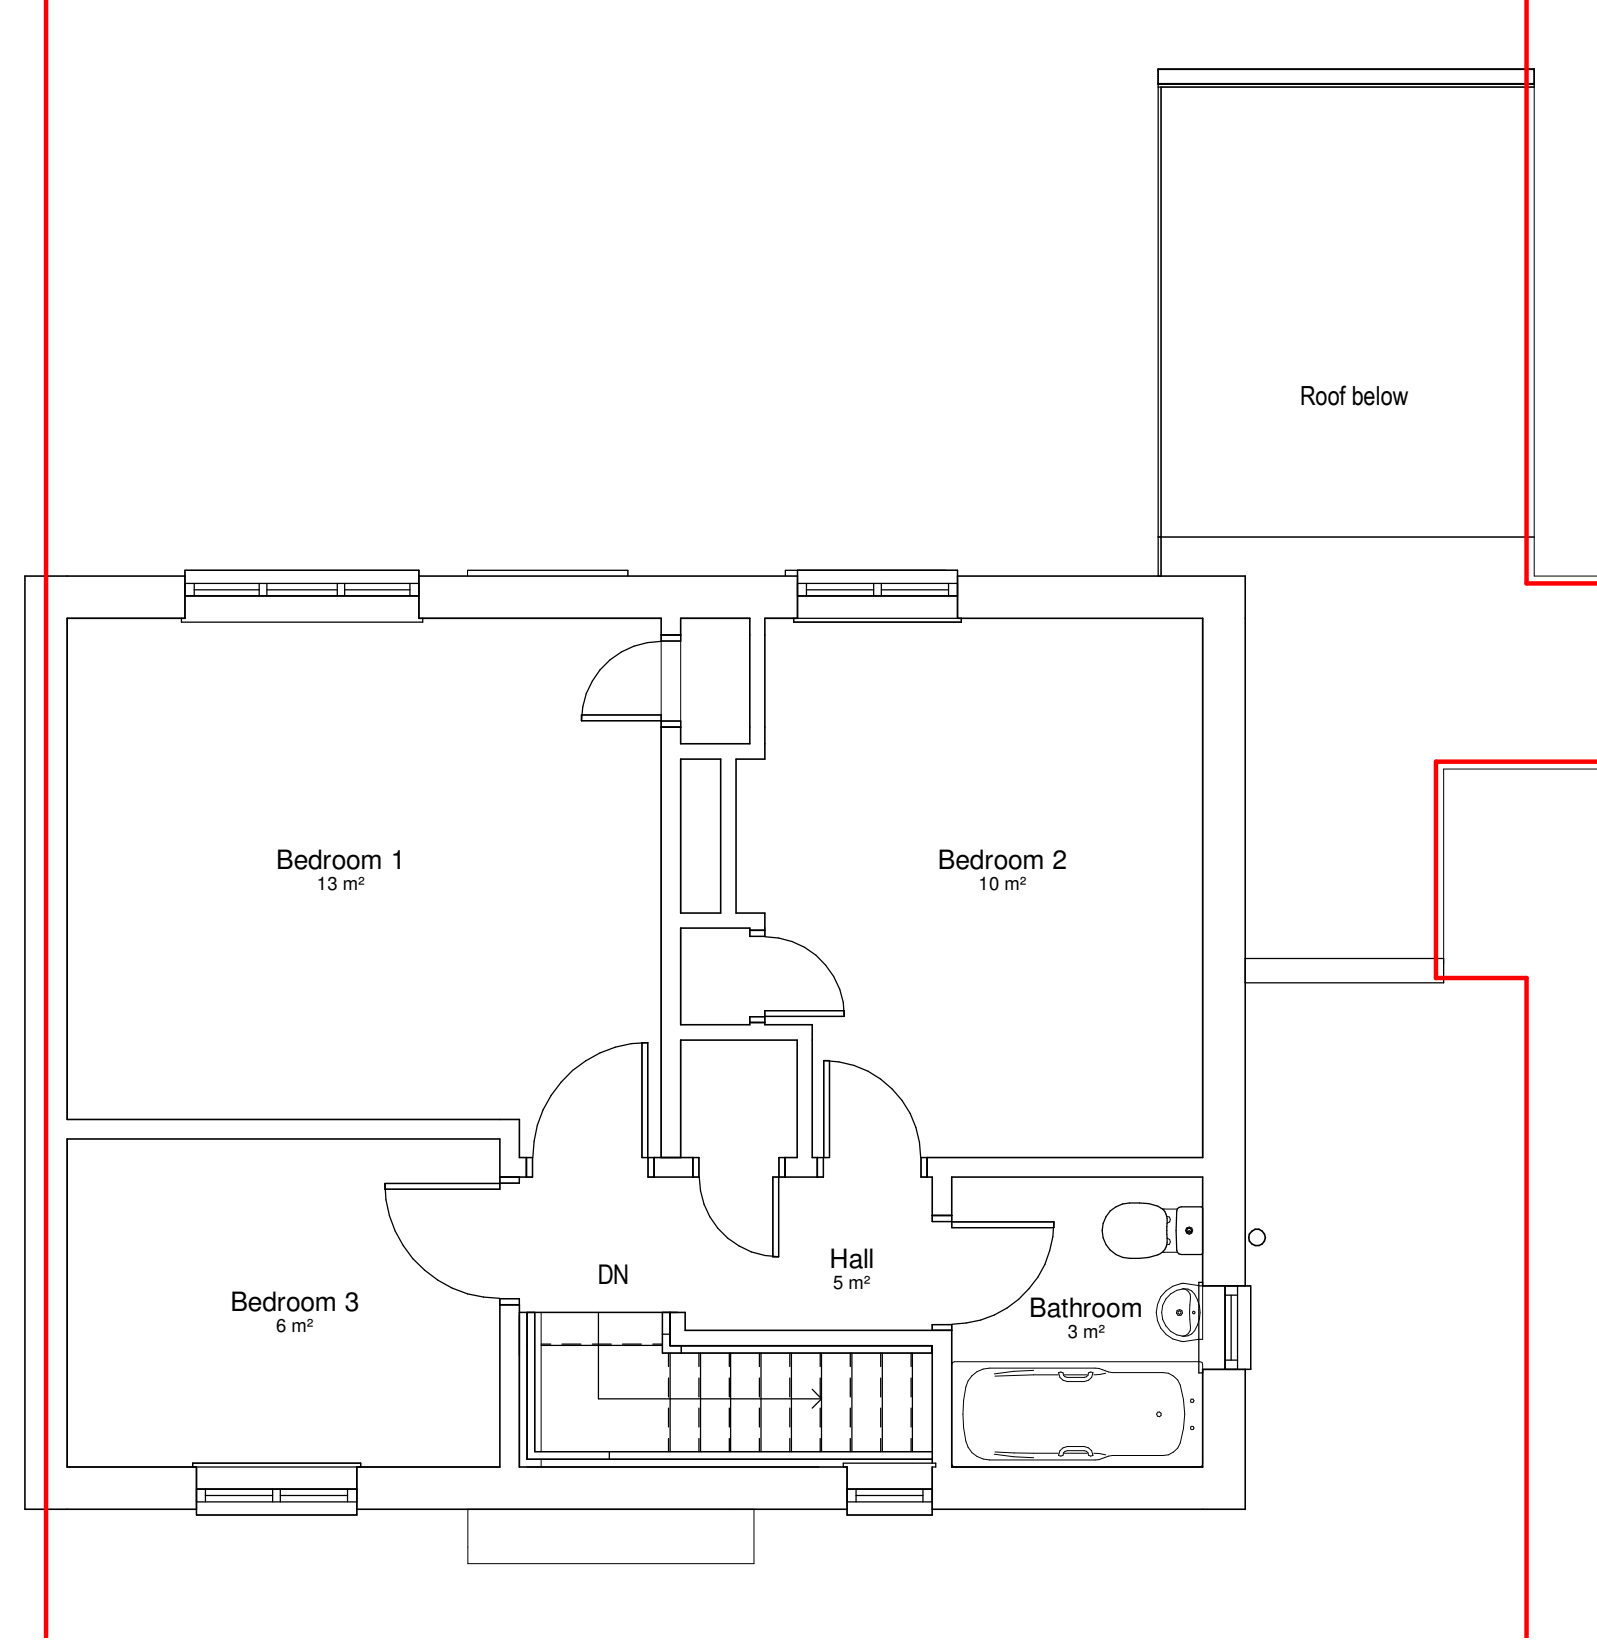 Roof below
Bedroom 1
13 m²
Bedroom 2
10 m²
Hall
5 m²
DN
Bedroom 3
6 m²
Bathroom
3 m²